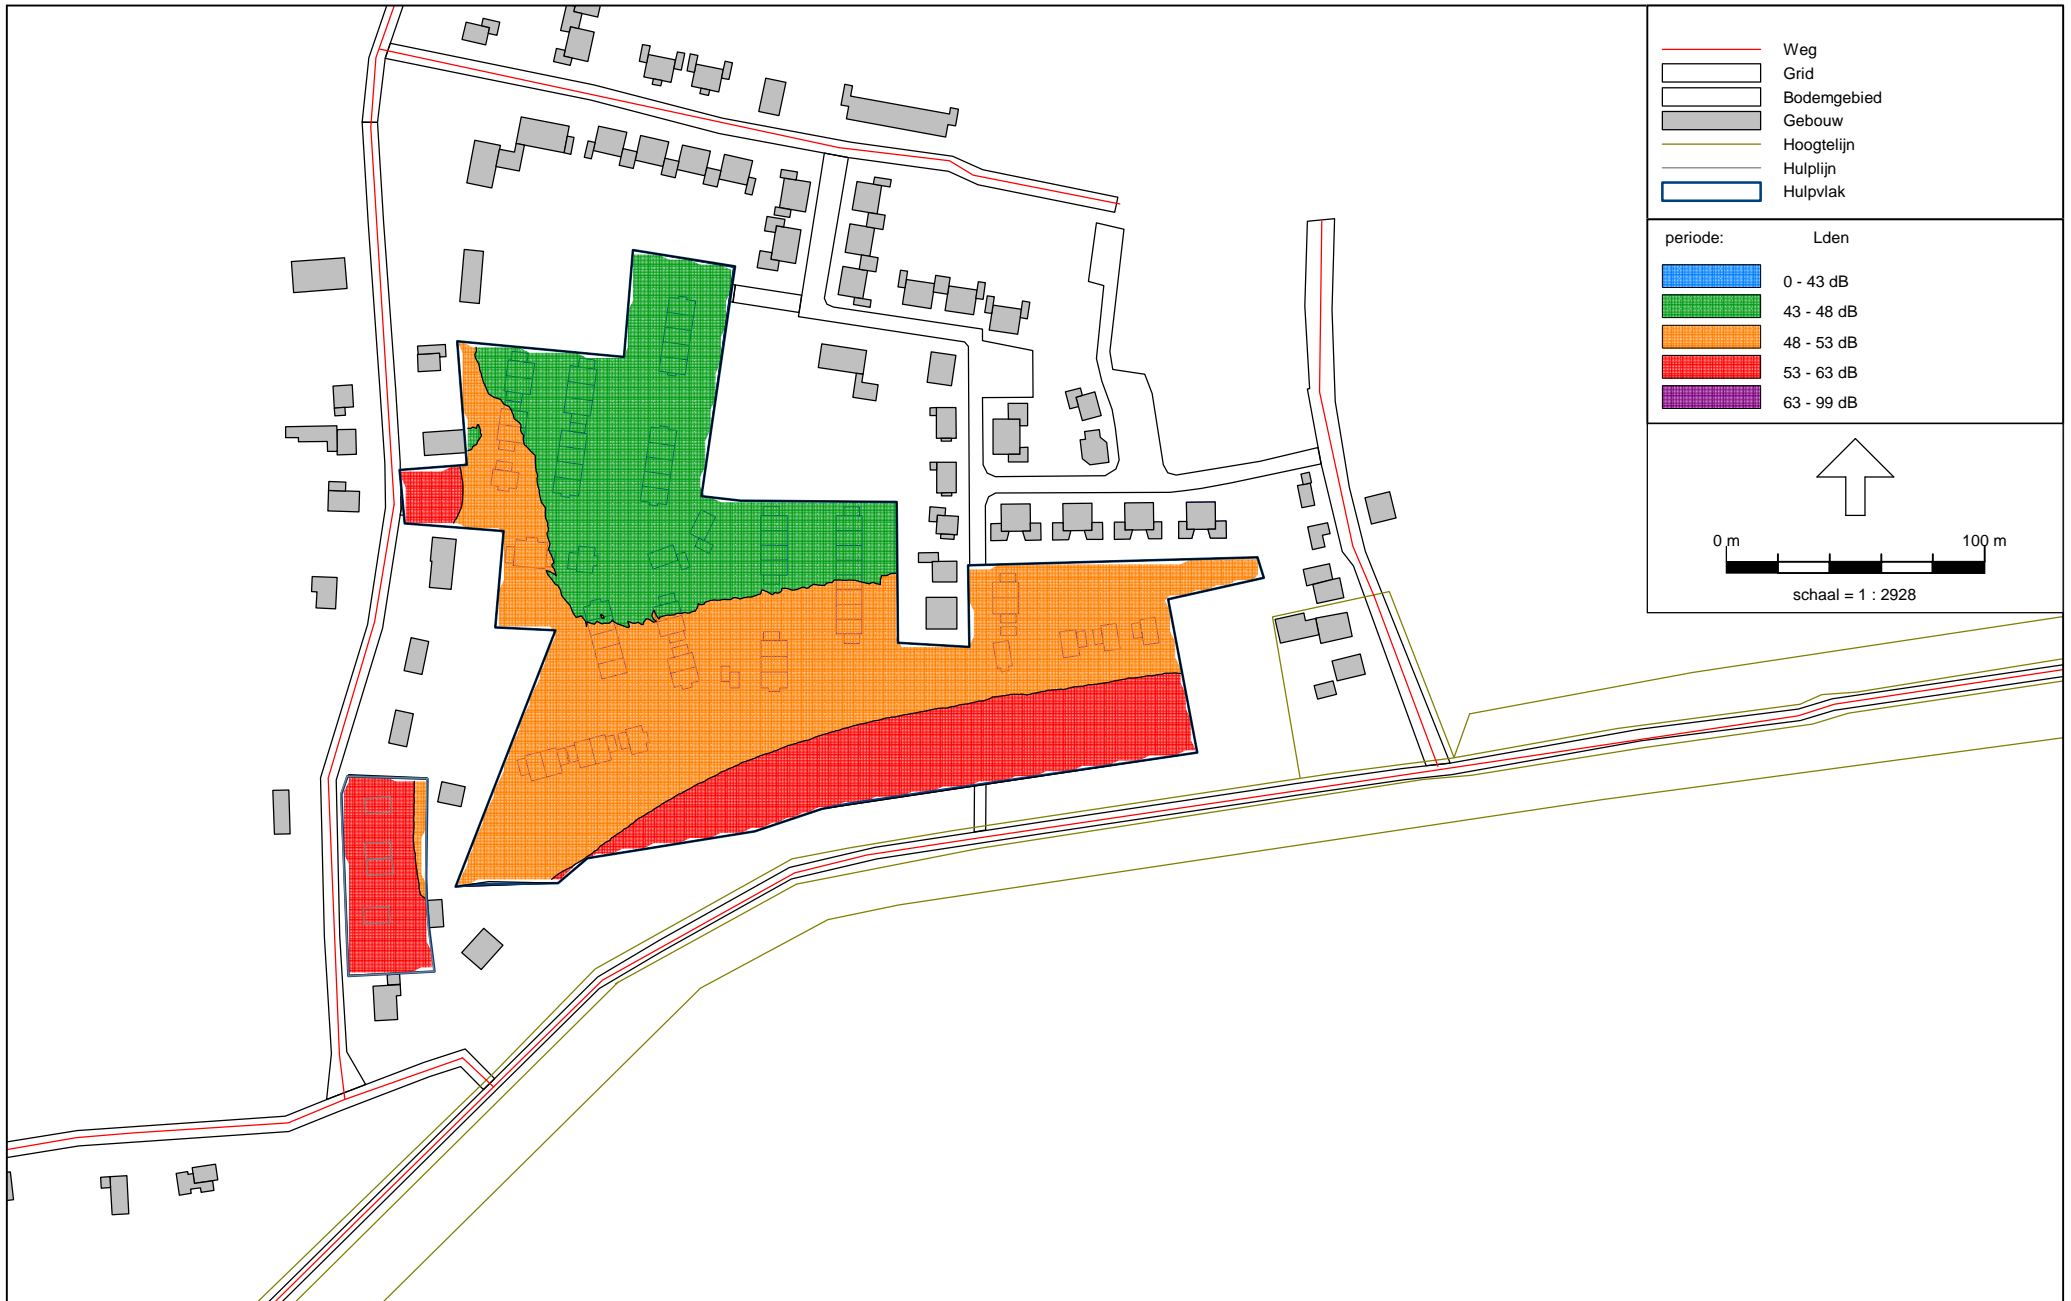 Weg
Grid
Bodemgebied
Gebouw
Hoogtelijn
Hulplijn
Hulpvlak
periode: Lden
0 - 43 dB
43 - 48 dB
48 - 53 dB
53 - 63 dB
63 - 99 dB
0 m 100 m
schaal = 1 : 2928